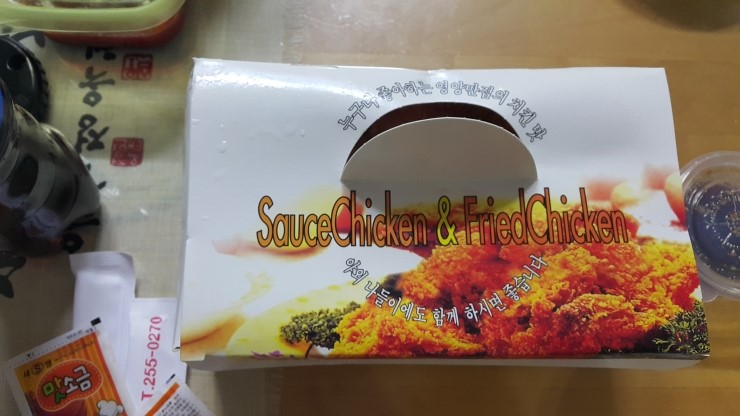 누구나 좋아하는 영양만점의 치킨 맛
SauceChicken & FriedChicken
야외 나들이에도 함께 하시면 좋습니다
T.255-0270
맛소금